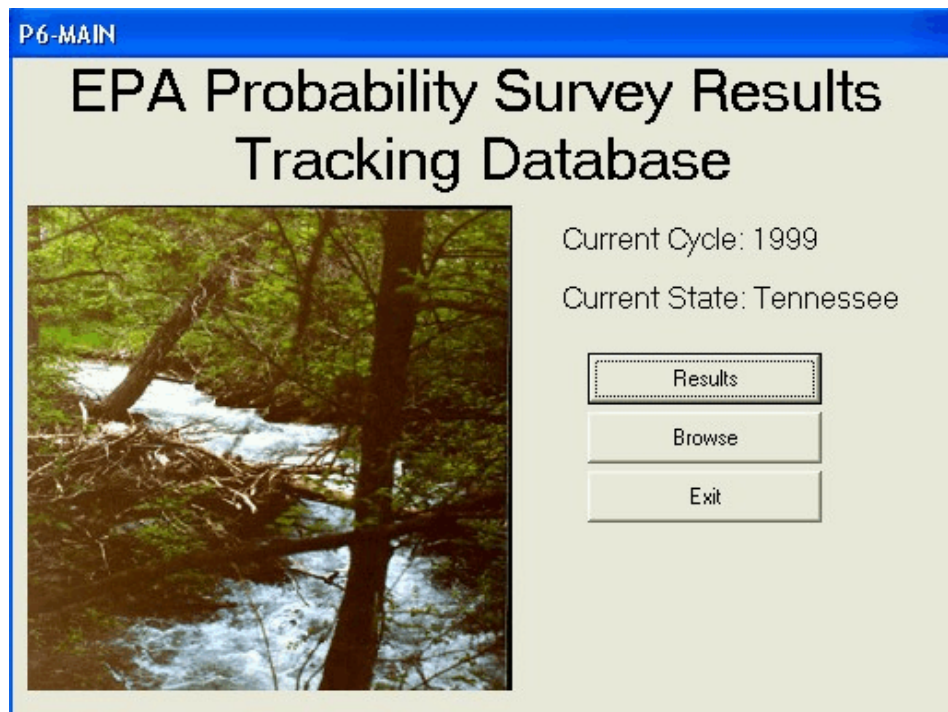 P6-MAIN
EPA Probability Survey Results
Tracking Database
Current Cycle: 1999
Current State: Tennessee
Results
Browse
Exit